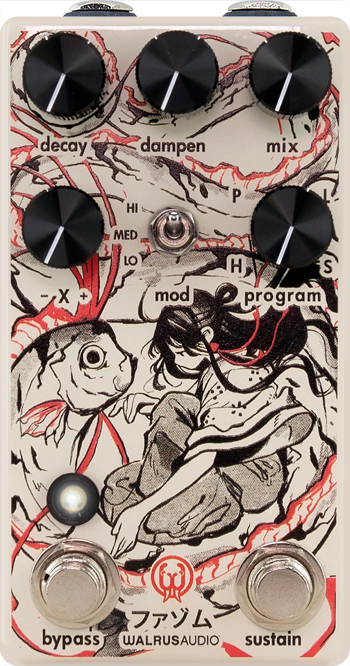 decay dampen mix
HI
MED
LO
P L
H S
- X +
mod
program
ファゾム
WALRUSAUDIO
bypass
sustain